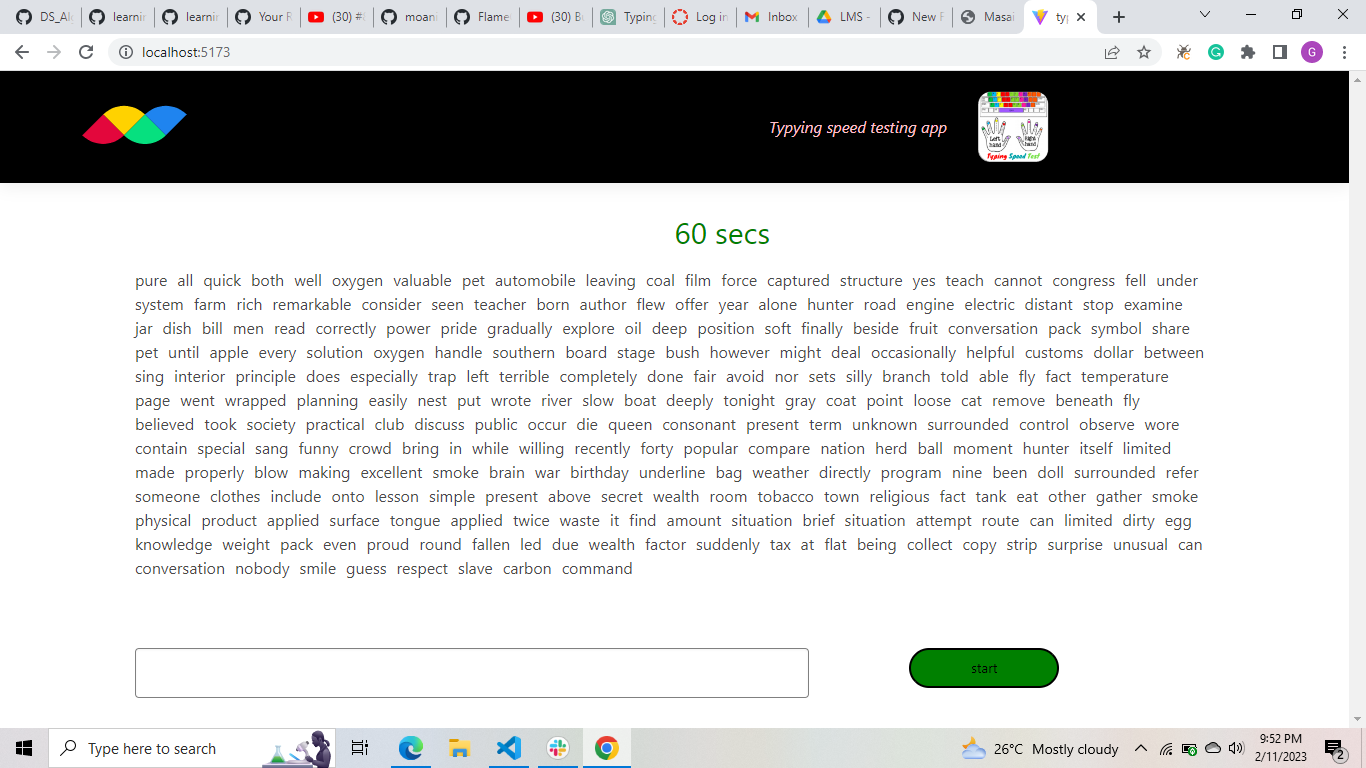 DS_Alg learnin learnin Your R (30) #! moann Flame (30) Bu Typing Log in Inbox LMS - New F Masai typ
localhost:5173
G
Typying speed testing app
Left hand Right hand
Typing Speed Test
60 secs
pure all quick both well oxygen valuable pet automobile leaving coal film force captured structure yes teach cannot congress fell under
system farm rich remarkable consider seen teacher born author flew offer year alone hunter road engine electric distant stop examine
jar dish bill men read correctly power pride gradually explore oil deep position soft finally beside fruit conversation pack symbol share
pet until apple every solution oxygen handle southern board stage bush however might deal occasionally helpful customs dollar between
sing interior principle does especially trap left terrible completely done fair avoid nor sets silly branch told able fly fact temperature
page went wrapped planning easily nest put wrote river slow boat deeply tonight gray coat point loose cat remove beneath fly
believed took society practical club discuss public occur die queen consonant present term unknown surrounded control observe wore
contain special sang funny crowd bring in while willing recently forty popular compare nation herd ball moment hunter itself limited
made properly blow making excellent smoke brain war birthday underline bag weather directly program nine been doll surrounded refer
someone clothes include onto lesson simple present above secret wealth room tobacco town religious fact tank eat other gather smoke
physical product applied surface tongue applied twice waste it find amount situation brief situation attempt route can limited dirty egg
knowledge weight pack even proud round fallen led due wealth factor suddenly tax at flat being collect copy strip surprise unusual can
conversation nobody smile guess respect slave carbon command
start
Type here to search
26°C Mostly cloudy
9:52 PM
2/11/2023
2